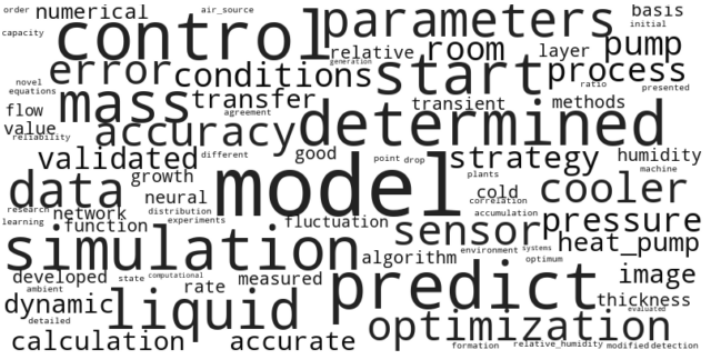 order numerical air_source parameters basis
capacity control initial
relative room layer pump
generation
error conditions start process
novel
equations mass transfer ratio presented
flow agreement transient methods
value accuracy determined
reliability
validated different good point drop strategy humidity
machine
data growth model plants cooler
neural cold
correlation
research network distribution accumulation pressure
learning function experiments fluctuation sensor
simulation environment systems heat_pump
algorithm optimum
developed state computational measured predict image
ambient rate
dynamic liquid thickness
evaluated
detailed optimization
calculation accurate formation relative_humidity modified detection